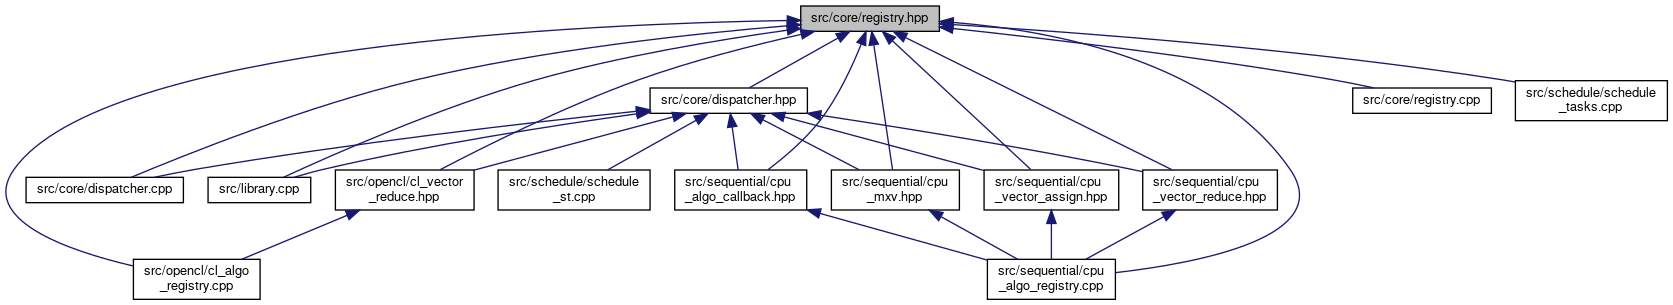 src/core/registry.hpp
src/core/dispatcher.hpp
src/core/registry.cpp
src/schedule/schedule
_tasks.cpp
src/core/dispatcher.cpp
src/library.cpp
src/opencl/cl_vector
_reduce.hpp
src/schedule/schedule
_st.cpp
src/sequential/cpu
_algo_callback.hpp
src/sequential/cpu
_mxv.hpp
src/sequential/cpu
_vector_assign.hpp
src/sequential/cpu
_vector_reduce.hpp
src/opencl/cl_algo
_registry.cpp
src/sequential/cpu
_algo_registry.cpp